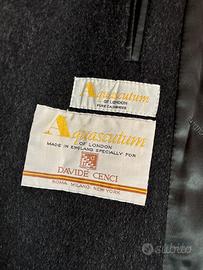 Aquascutum
OF LONDON
PURE CASHMERE
Aquascutum
OF LONDON
MADE IN ENGLAND SPECIALLY FOR
DAVIDE CENCI
ROMA, MILANO, NEW YORK
subito